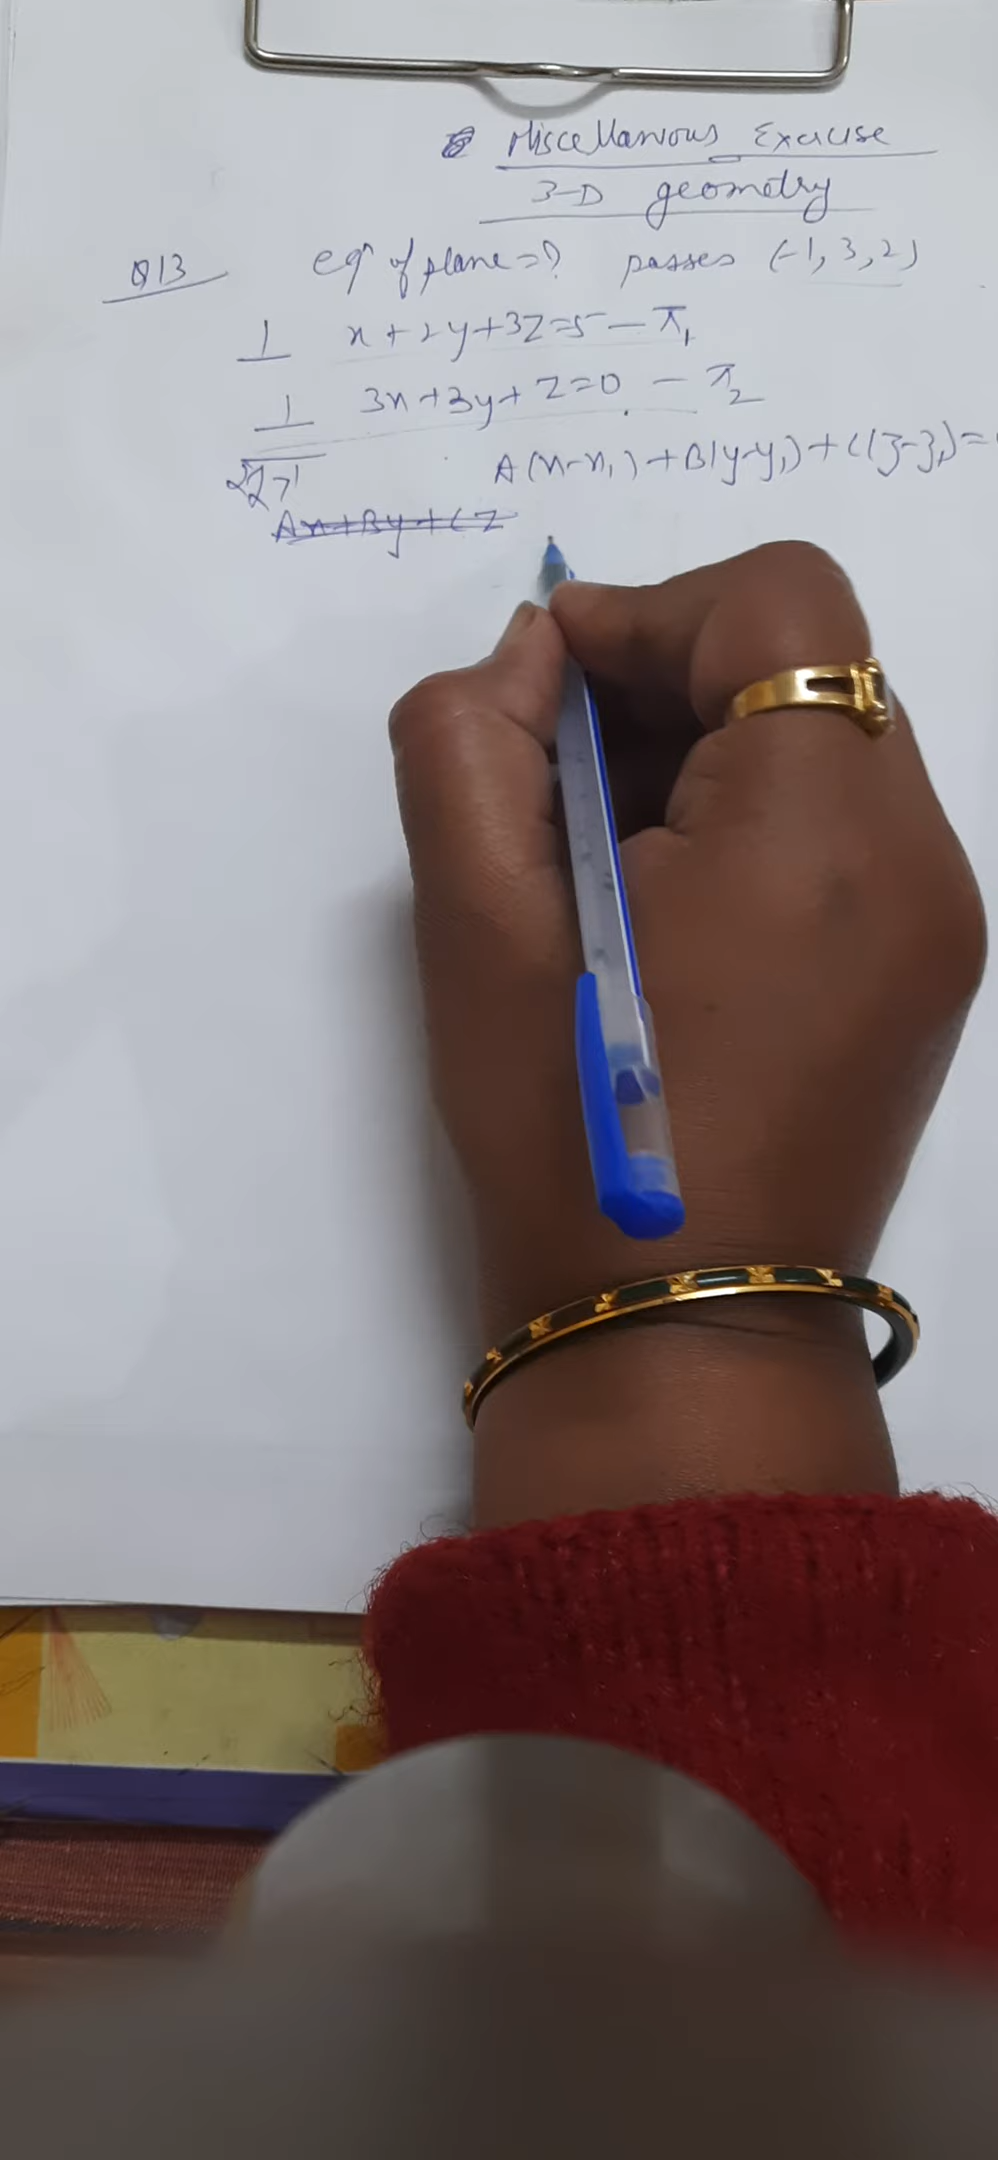 Miscellaneous Exercise
3-D geometry
Q13 eqn of plane=? passes (-1, 3, 2)
⊥ x+2y+3z=5 - π1
⊥ 3x+3y+z=0 - π2
A(x-x1)+B(y-y1)+C(z-z1)=
Ax+By+Cz